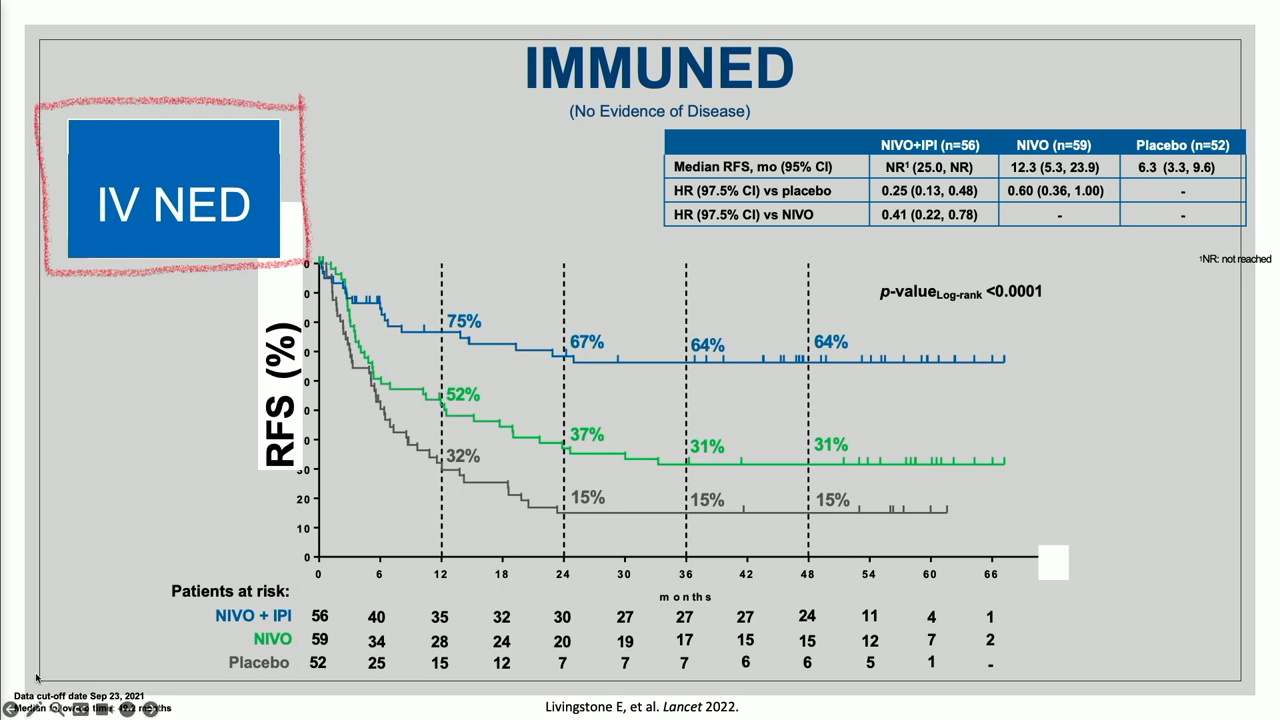 IMMUNED
(No Evidence of Disease)
IV NED
NIVO+IPI (n=56) NIVO (n=59) Placebo (n=52)
Median RFS, mo (95% CI) NR¹ (25.0, NR) 12.3 (5.3, 23.9) 6.3 (3.3, 9.6)
HR (97.5% CI) vs placebo 0.25 (0.13, 0.48) 0.60 (0.36, 1.00) -
HR (97.5% CI) vs NIVO 0.41 (0.22, 0.78) - -
¹NR: not reached
p-value Log-rank <0.0001
RFS (%)
75%
67%
64%
64%
52%
37%
31%
31%
32%
15%
15%
15%
20
10
0
0 6 12 18 24 30 36 42 48 54 60 66
months
Patients at risk:
NIVO + IPI 56 40 35 32 30 27 27 27 24 11 4 1
NIVO 59 34 28 24 20 19 17 15 15 12 7 2
Placebo 52 25 15 12 7 7 7 6 6 5 1 -
Data cut-off date Sep 23, 2021
Median months
Livingstone E, et al. Lancet 2022.